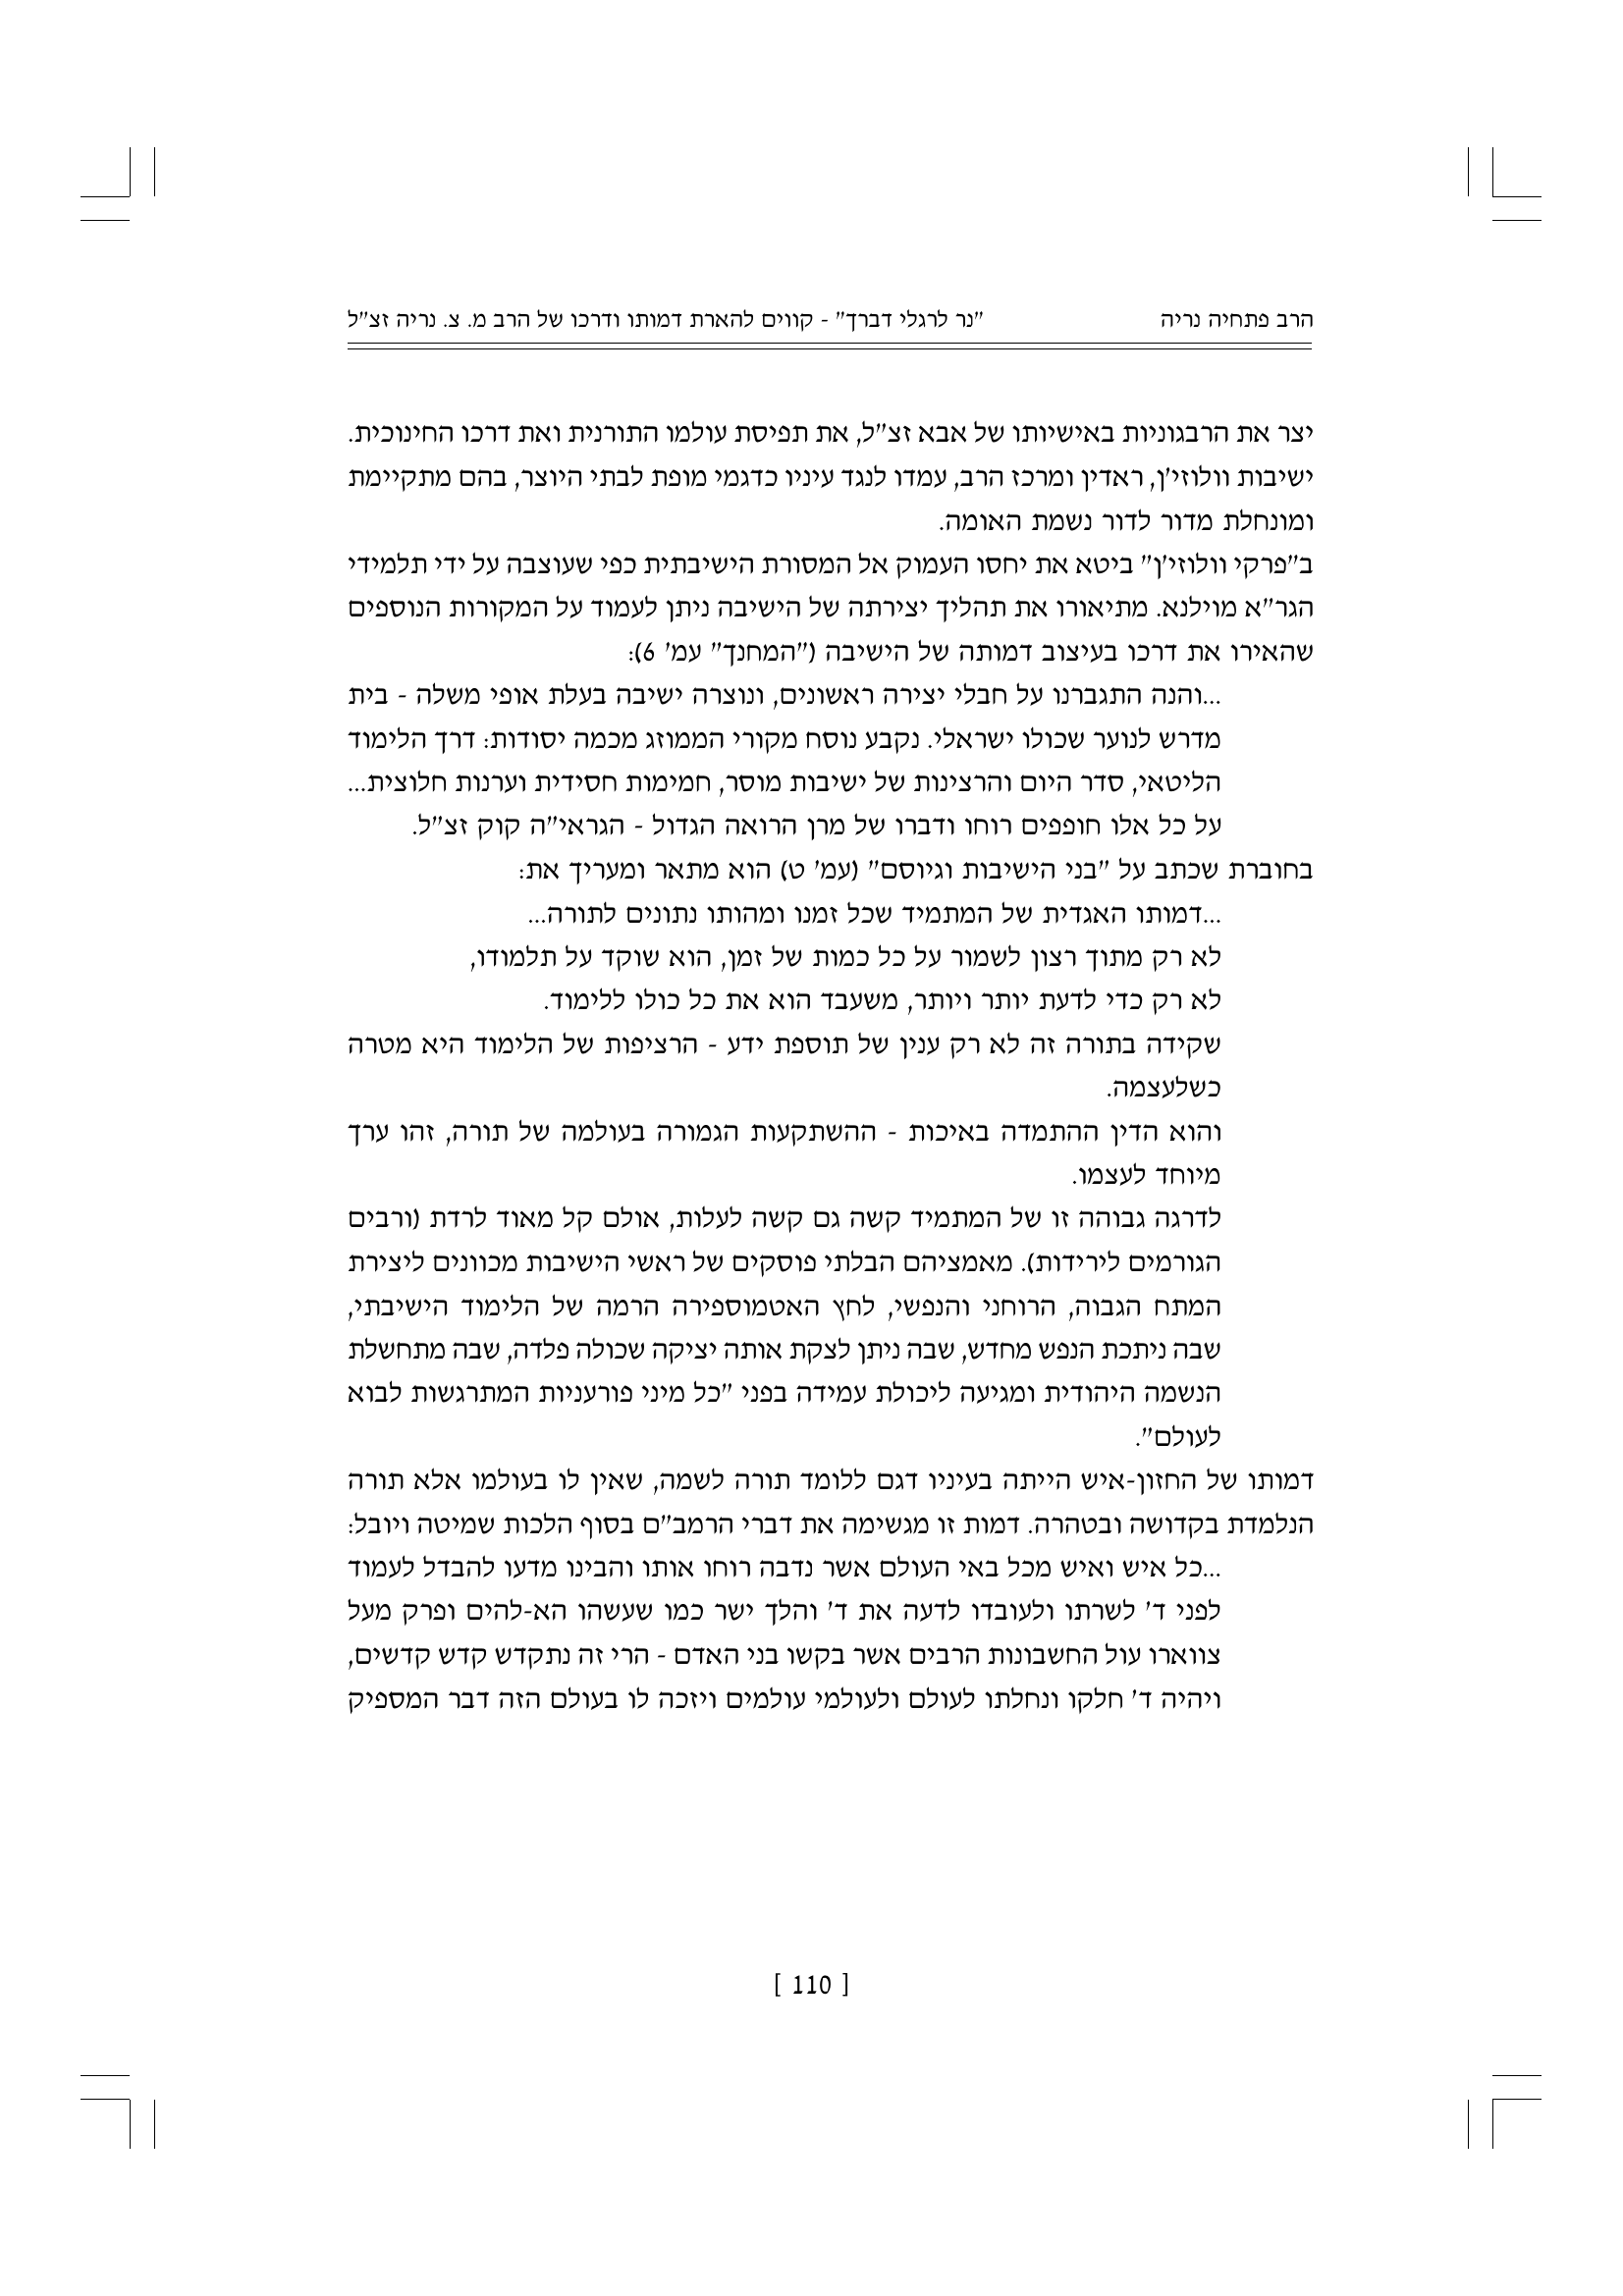 הרב פתחיה נריה "נר לרגלי דברך" - קווים להארת דמותו ודרכו של הרב מ. צ. נריה זצ"ל
יצר את הרבגוניות באישיותו של אבא זצ"ל, את תפיסת עולמו התורנית ואת דרכו החינוכית.
ישיבות וולוזי'ן, ראדין ומרכז הרב, עמדו לנגד עיניו כדגמי מופת לבתי היוצר, בהם מתקיימת
ומונחלת מדור לדור נשמת האומה.
ב"פרקי וולוזי'ן" ביטא את יחסו העמוק אל המסורת הישיבתית כפי שעוצבה על ידי תלמידי
הגר"א מוילנא. מתיאורו את תהליך יצירתה של הישיבה ניתן לעמוד על המקורות הנוספים
שהאירו את דרכו בעיצוב דמותה של הישיבה ("המחנך" עמ' 6):
...והנה התגברנו על חבלי יצירה ראשונים, ונוצרה ישיבה בעלת אופי משלה - בית
מדרש לנוער שכולו ישראלי. נקבע נוסח מקורי הממוזג מכמה יסודות: דרך הלימוד
הליטאי, סדר היום והרצינות של ישיבות מוסר, חמימות חסידית וערנות חלוצית...
על כל אלו חופפים רוחו ודברו של מרן הרואה הגדול - הגראי"ה קוק זצ"ל.
בחוברת שכתב על "בני הישיבות וגיוסם" (עמ' ט) הוא מתאר ומעריך את:
...דמותו האגדית של המתמיד שכל זמנו ומהותו נתונים לתורה...
לא רק מתוך רצון לשמור על כל כמות של זמן, הוא שוקד על תלמודו,
לא רק כדי לדעת יותר ויותר, משעבד הוא את כל כולו ללימוד.
שקידה בתורה זה לא רק ענין של תוספת ידע - הרציפות של הלימוד היא מטרה
כשלעצמה.
והוא הדין ההתמדה באיכות - ההשתקעות הגמורה בעולמה של תורה, זהו ערך
מיוחד לעצמו.
לדרגה גבוהה זו של המתמיד קשה גם קשה לעלות, אולם קל מאוד לרדת (ורבים
הגורמים לירידות). מאמציהם הבלתי פוסקים של ראשי הישיבות מכוונים ליצירת
המתח הגבוה, הרוחני והנפשי, לחץ האטמוספירה הרמה של הלימוד הישיבתי,
שבה ניתכת הנפש מחדש, שבה ניתן לצקת אותה יציקה שכולה פלדה, שבה מתחשלת
הנשמה היהודית ומגיעה ליכולת עמידה בפני "כל מיני פורעניות המתרגשות לבוא
לעולם".
דמותו של החזון-איש הייתה בעיניו דגם ללומד תורה לשמה, שאין לו בעולמו אלא תורה
הנלמדת בקדושה ובטהרה. דמות זו מגשימה את דברי הרמב"ם בסוף הלכות שמיטה ויובל:
...כל איש ואיש מכל באי העולם אשר נדבה רוחו אותו והבינו מדעו להבדל לעמוד
לפני ד' לשרתו ולעובדו לדעה את ד' והלך ישר כמו שעשהו הא-להים ופרק מעל
צווארו עול החשבונות הרבים אשר בקשו בני האדם - הרי זה נתקדש קדש קדשים,
ויהיה ד' חלקו ונחלתו לעולם ולעולמי עולמים ויזכה לו בעולם הזה דבר המספיק
[ 110 ]